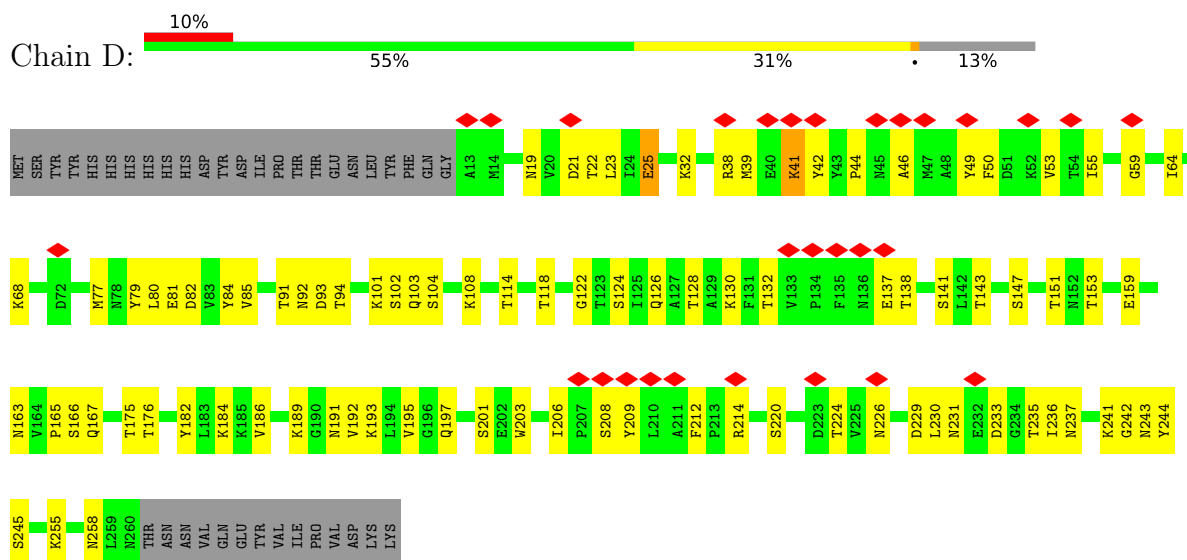 10%
Chain D:
55% 31% • 13%
MET SER TYR TYR HIS HIS HIS HIS HIS HIS ASP TYR ASP ILE PRO THR THR GLU ASN LEU TYR PHE GLN GLY A13 M14 N19 V20 D21 T22 L23 I24 E25 K32 R38 M39 E40 K41 Y42 Y43 P44 N45 A46 M47 A48 Y49 F50 D51 K52 V53 T54 I55 G59 I64
K68 D72 M77 N78 Y79 L80 E81 D82 V83 Y84 V85 T91 N92 D93 T94 K101 S102 Q103 S104 K108 T114 T118 G122 T123 S124 I125 Q126 A127 T128 A129 K130 F131 T132 V133 P134 F135 N136 E137 T138 S141 L142 T143 S147 T151 N152 T153 E159
N163 V164 P165 S166 Q167 T175 T176 Y182 L183 K184 K185 V186 K189 G190 N191 V192 K193 L194 V195 G196 Q197 S201 E202 W203 I206 P207 S208 Y209 L210 A211 F212 P213 R214 S220 D223 T224 V225 N226 D229 L230 N231 E232 D233 G234 T235 I236 N237 K241 G242 N243 Y244
S245 K255 N258 L259 N260 THR ASN ASN VAL GLN GLU TYR VAL ILE PRO VAL ASP LYS LYS